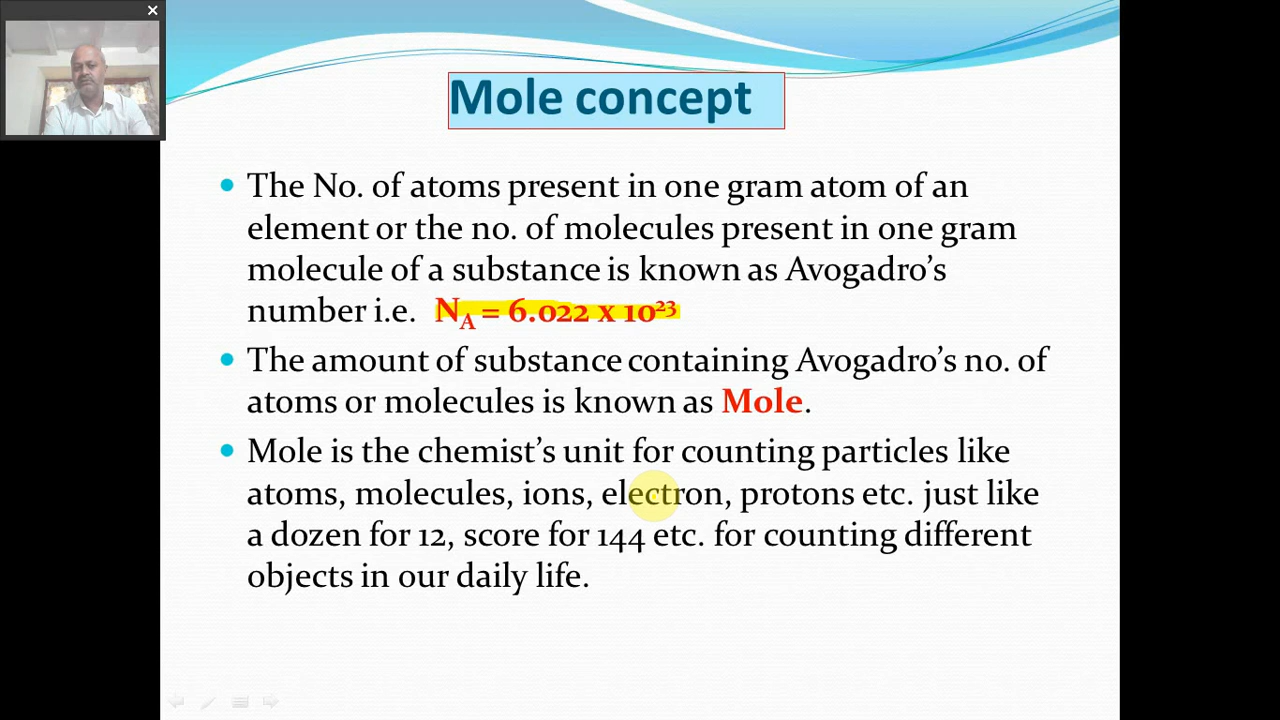 Mole concept
• The No. of atoms present in one gram atom of an
element or the no. of molecules present in one gram
molecule of a substance is known as Avogadro’s
number i.e. N_A = 6.022 x 10²³
• The amount of substance containing Avogadro’s no. of
atoms or molecules is known as Mole.
• Mole is the chemist’s unit for counting particles like
atoms, molecules, ions, electron, protons etc. just like
a dozen for 12, score for 144 etc. for counting different
objects in our daily life.